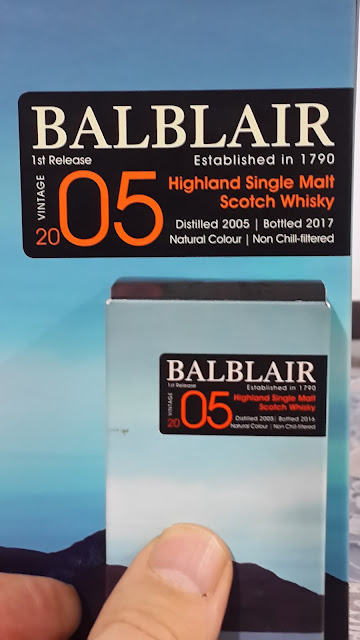 BALBLAIR
1st Release Established in 1790
VINTAGE
2005
Highland Single Malt
Scotch Whisky
Distilled 2005 | Bottled 2017
Natural Colour | Non Chill-filtered
BALBLAIR
1st Release Established in 1790
VINTAGE
2005
Highland Single Malt
Scotch Whisky
Distilled 2005 | Bottled 2016
Natural Colour | Non Chill-filtered